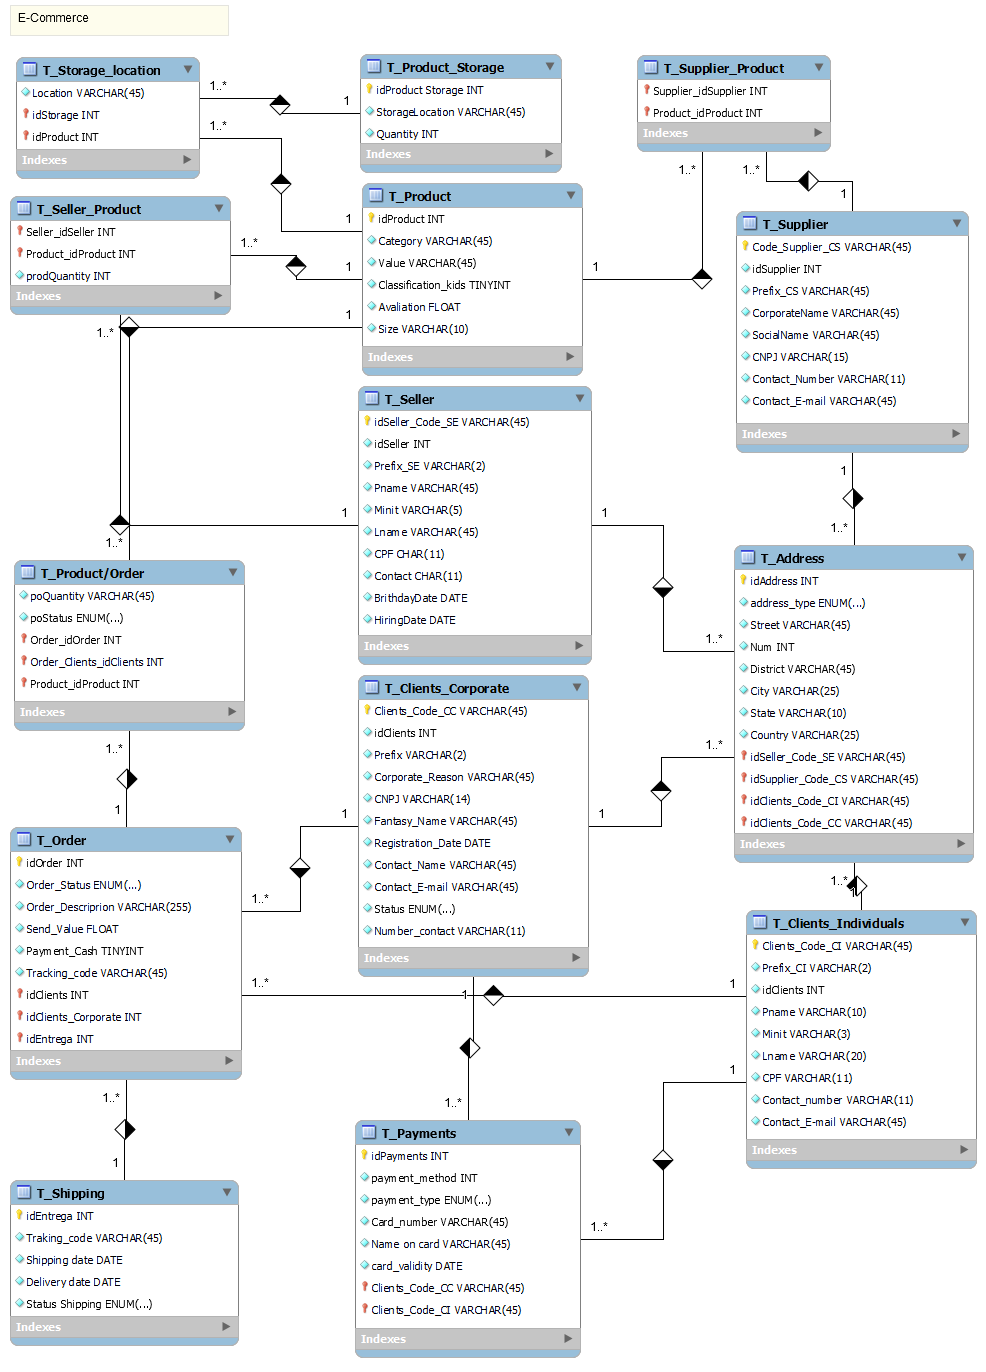 E-Commerce
T_Storage_location
Location VARCHAR(45)
idStorage INT
idProduct INT
Indexes
1..*
1..*
1
T_Product_Storage
idProduct Storage INT
StorageLocation VARCHAR(45)
Quantity INT
Indexes
T_Supplier_Product
Supplier_idSupplier INT
Product_idProduct INT
Indexes
1..*
1..*
1
T_Seller_Product
Seller_idSeller INT
Product_idProduct INT
prodQuantity INT
Indexes
1..*
1..*
1
1
1
T_Product
idProduct INT
Category VARCHAR(45)
Value VARCHAR(45)
Classification_kids TINYINT
Avaliation FLOAT
Size VARCHAR(10)
Indexes
1
T_Supplier
Code_Supplier_CS VARCHAR(45)
idSupplier INT
Prefix_CS VARCHAR(45)
CorporateName VARCHAR(45)
SocialName VARCHAR(45)
CNPJ VARCHAR(15)
Contact_Number VARCHAR(11)
Contact_E-mail VARCHAR(45)
Indexes
1
1..*
T_Seller
idSeller_Code_SE VARCHAR(45)
idSeller INT
Prefix_SE VARCHAR(2)
Pname VARCHAR(45)
Minit VARCHAR(5)
Lname VARCHAR(45)
CPF CHAR(11)
Contact CHAR(11)
BrithdayDate DATE
HiringDate DATE
Indexes
1
1
1..*
1..*
T_Product/Order
poQuantity VARCHAR(45)
poStatus ENUM(...)
Order_idOrder INT
Order_Clients_idClients INT
Product_idProduct INT
Indexes
1..*
1
T_Address
idAddress INT
address_type ENUM(...)
Street VARCHAR(45)
Num INT
District VARCHAR(45)
City VARCHAR(25)
State VARCHAR(10)
Country VARCHAR(25)
idSeller_Code_SE VARCHAR(45)
idSupplier_Code_CS VARCHAR(45)
idClients_Code_CI VARCHAR(45)
idClients_Code_CC VARCHAR(45)
Indexes
1..*
1..*
1
T_Clients_Corporate
Clients_Code_CC VARCHAR(45)
idClients INT
Prefix VARCHAR(2)
Corporate_Reason VARCHAR(45)
CNPJ VARCHAR(14)
Fantasy_Name VARCHAR(45)
Registration_Date DATE
Contact_Name VARCHAR(45)
Contact_E-mail VARCHAR(45)
Status ENUM(...)
Number_contact VARCHAR(11)
Indexes
1
1
1
T_Order
idOrder INT
Order_Status ENUM(...)
Order_Descriprion VARCHAR(255)
Send_Value FLOAT
Payment_Cash TINYINT
Tracking_code VARCHAR(45)
idClients INT
idClients_Corporate INT
idEntrega INT
Indexes
1..*
1..*
1..*
1
T_Clients_Individuals
Clients_Code_CI VARCHAR(45)
Prefix_CI VARCHAR(2)
idClients INT
Pname VARCHAR(10)
Minit VARCHAR(3)
Lname VARCHAR(20)
CPF VARCHAR(11)
Contact_number VARCHAR(11)
Contact_E-mail VARCHAR(45)
Indexes
1
1
T_Shipping
idEntrega INT
Traking_code VARCHAR(45)
Shipping date DATE
Delivery date DATE
Status Shipping ENUM(...)
Indexes
1..*
T_Payments
idPayments INT
payment_method INT
payment_type ENUM(...)
Card_number VARCHAR(45)
Name on card VARCHAR(45)
card_validity DATE
Clients_Code_CC VARCHAR(45)
Clients_Code_CI VARCHAR(45)
Indexes
1..*